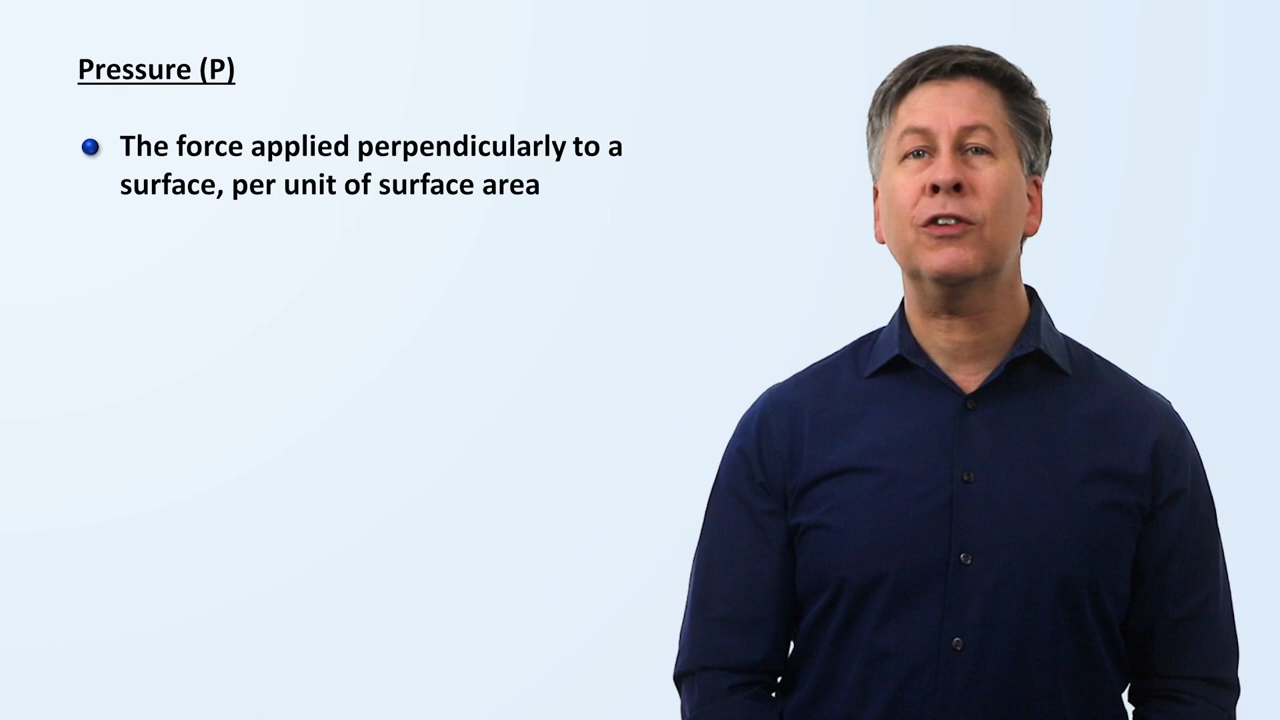 Pressure (P)
The force applied perpendicularly to a
surface, per unit of surface area